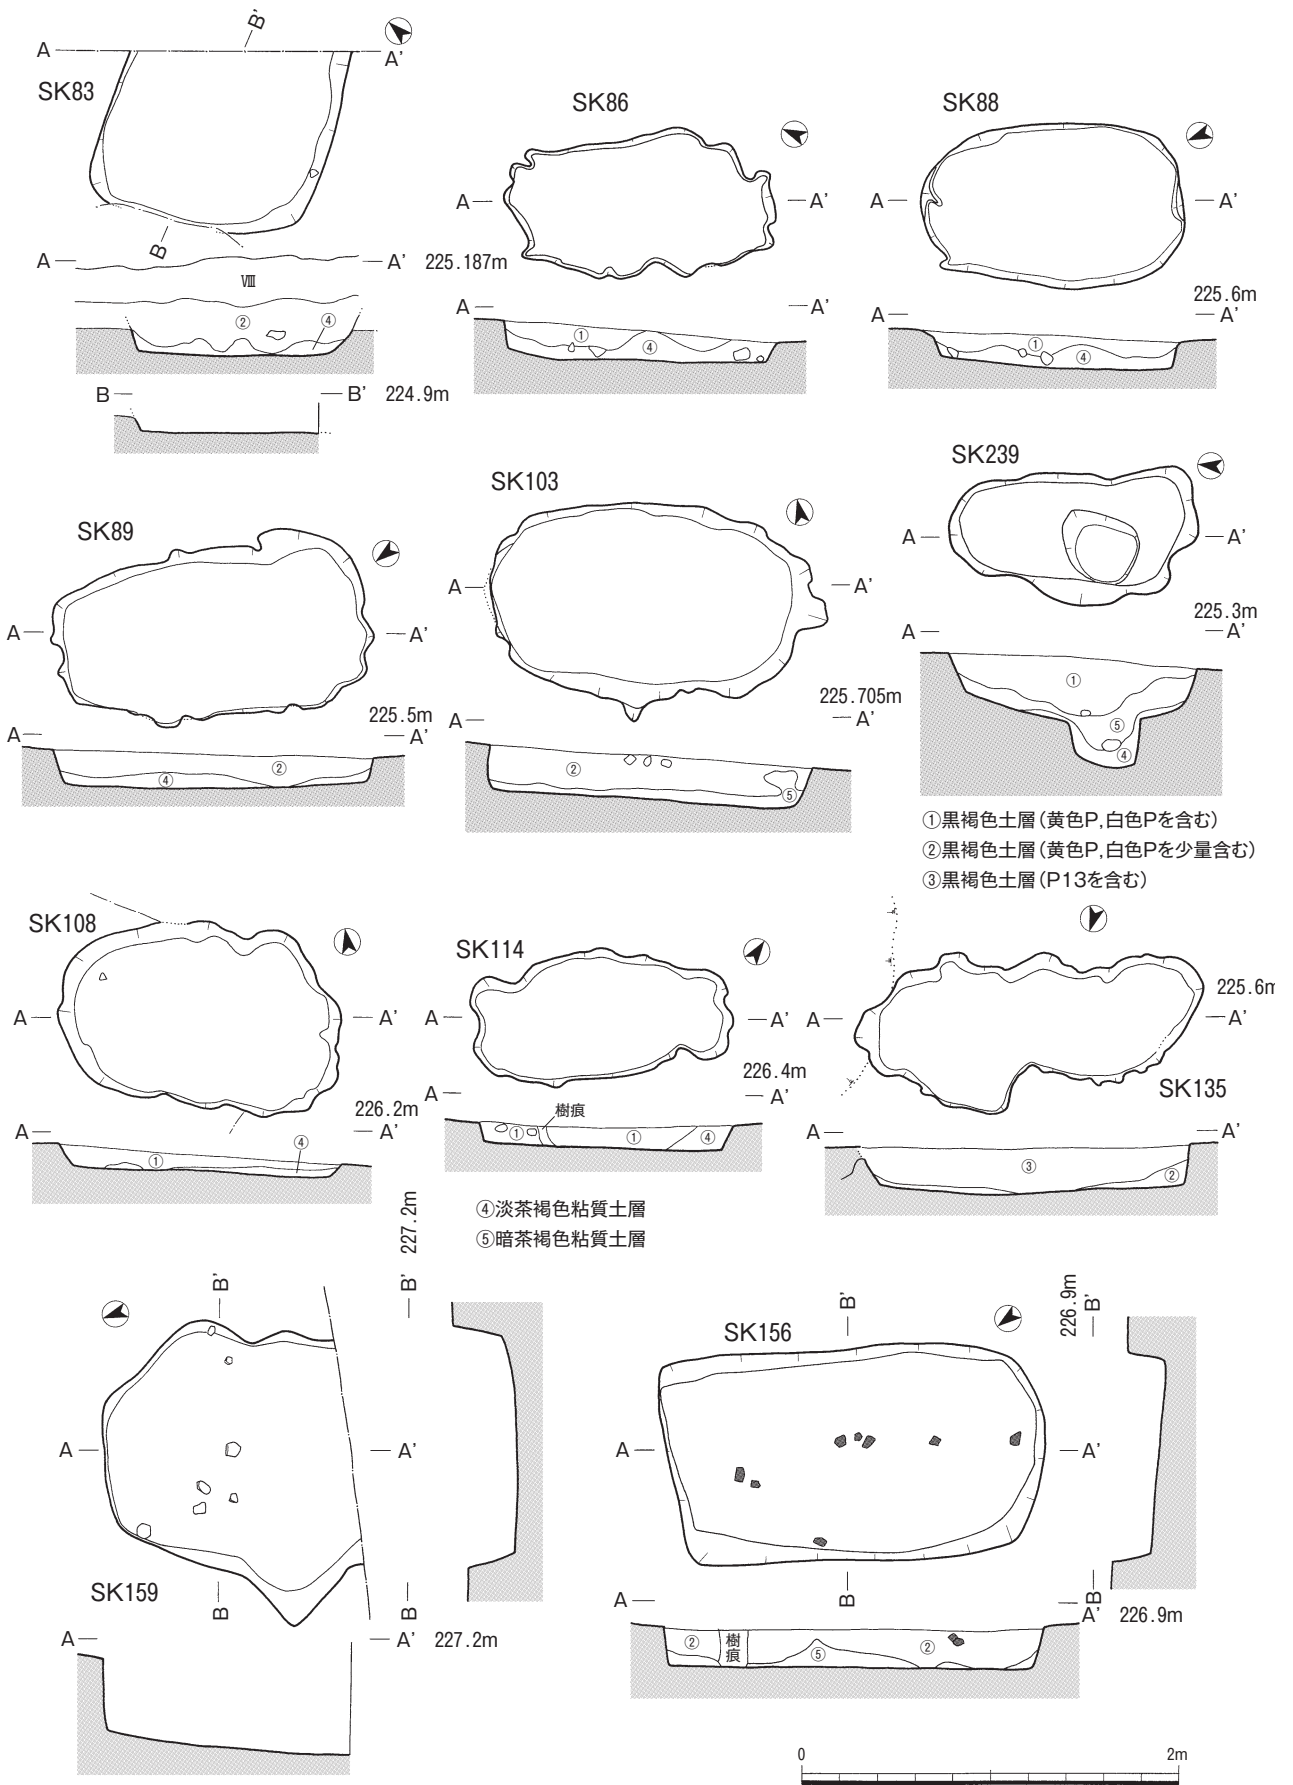 B'
A
A'
SK83
B
A
A'
225.187m
Ⅷ
②
④
B
B'
224.9m
SK86
A
A'
A
A'
①
④
SK88
A
A'
225.6m
A
A'
①
④
SK89
A
A'
225.5m
A
A'
②
④
SK103
A
A'
225.705m
A
A'
②
⑤
SK239
A
A'
225.3m
A
A'
①
⑤
④
①黒褐色土層（黄色P,白色Pを含む）
②黒褐色土層（黄色P,白色Pを少量含む）
③黒褐色土層（P13を含む）
SK108
A
A'
226.2m
A
A'
①
④
SK114
A
A'
226.4m
A
A'
樹痕
①
①
④
④淡茶褐色粘質土層
⑤暗茶褐色粘質土層
225.6m
A
A'
SK135
A
A'
③
②
227.2m
B'
B'
A
A'
SK159
B
B
A
A'
227.2m
SK156
B'
226.9m
B'
A
A'
B
B
A
A'
226.9m
②
樹痕
⑤
②
0
2m